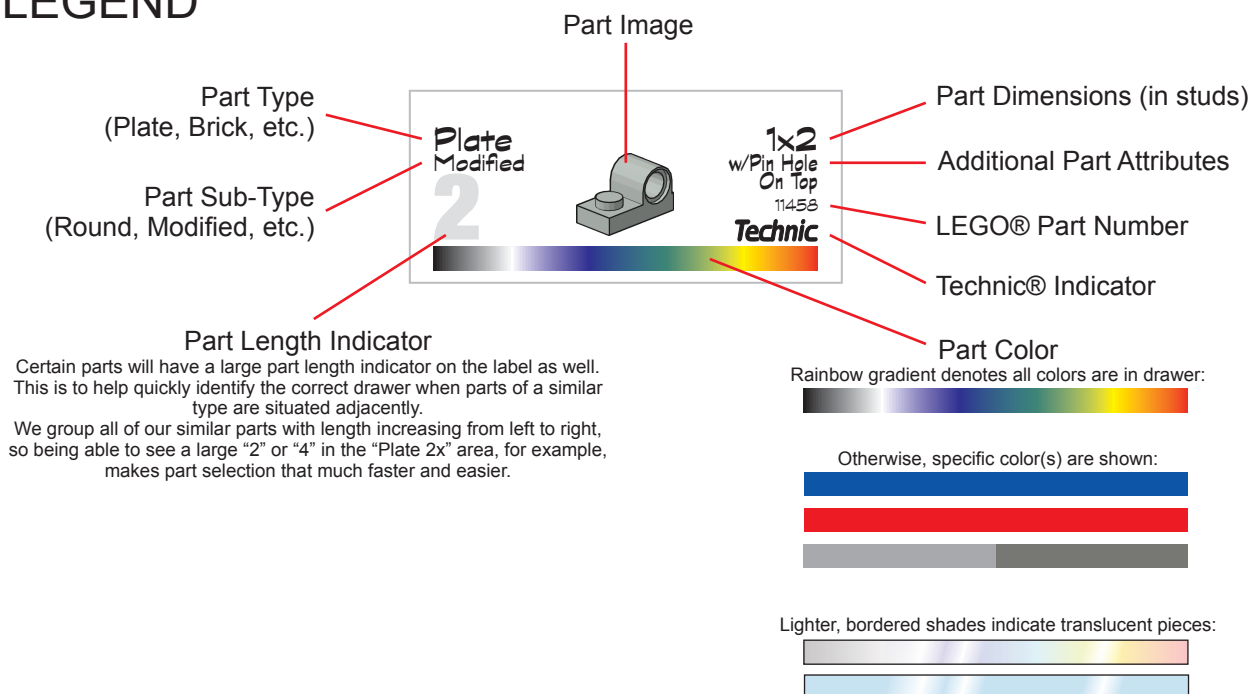 LEGEND
Part Image
Part Type
(Plate, Brick, etc.)
Part Sub-Type
(Round, Modified, etc.)
Plate
Modified
2
1x2
w/Pin Hole
On Top
11458
Technic
Part Dimensions (in studs)
Additional Part Attributes
LEGO® Part Number
Technic® Indicator
Part Length Indicator
Certain parts will have a large part length indicator on the label as well.
This is to help quickly identify the correct drawer when parts of a similar
type are situated adjacently.
We group all of our similar parts with length increasing from left to right,
so being able to see a large “2” or “4” in the “Plate 2x” area, for example,
makes part selection that much faster and easier.
Part Color
Rainbow gradient denotes all colors are in drawer:
Otherwise, specific color(s) are shown:
Lighter, bordered shades indicate translucent pieces: